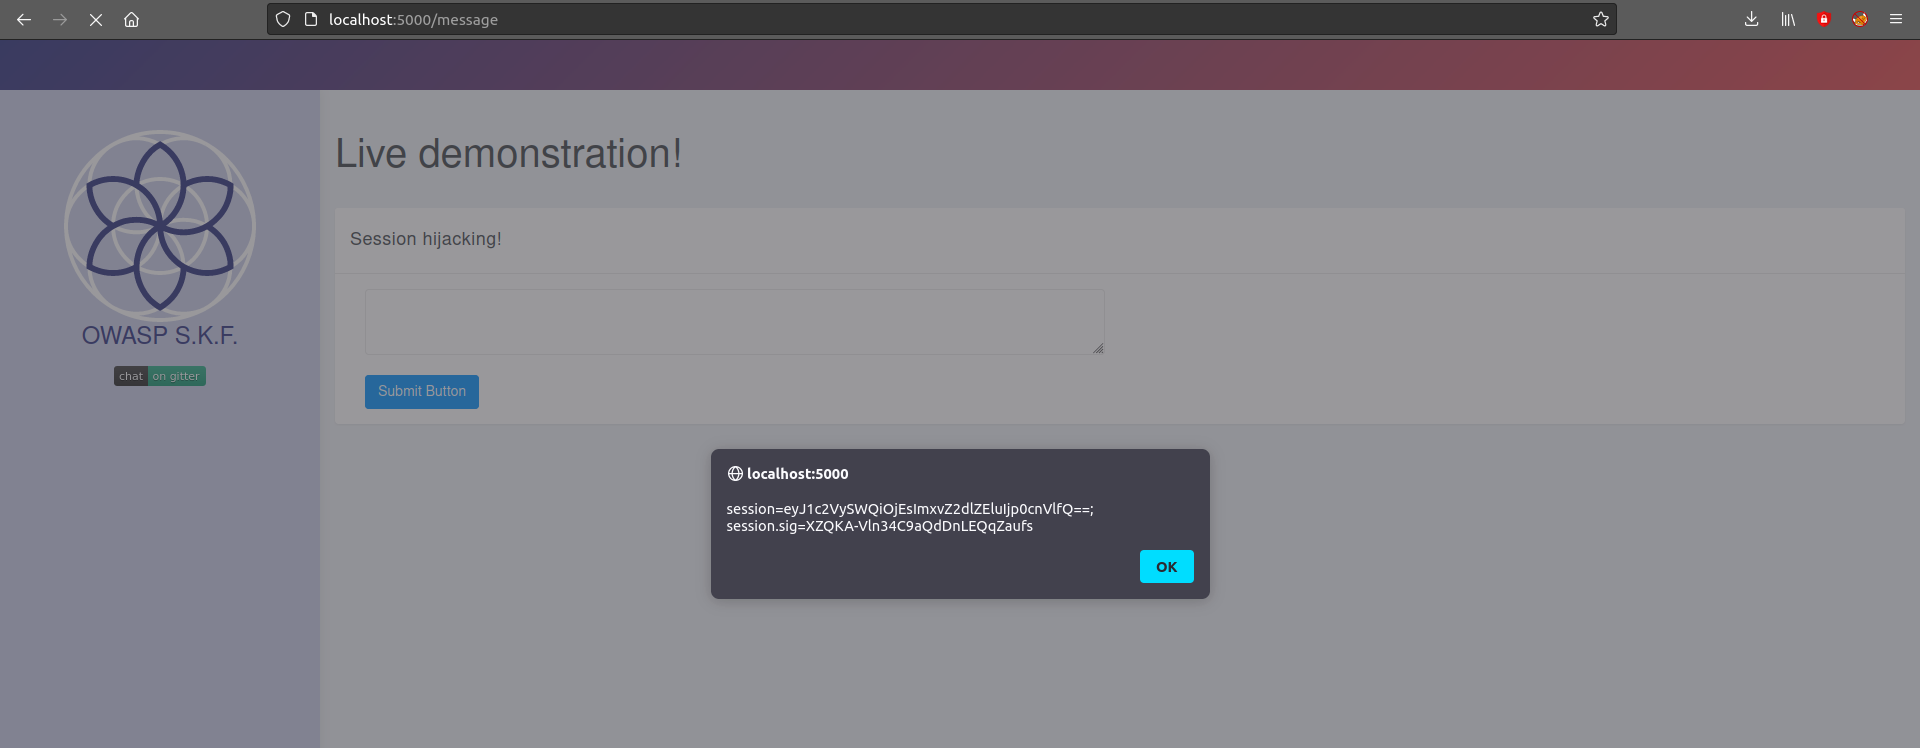 localhost:5000/message
Live demonstration!
Session hijacking!
OWASP S.K.F.
chat on gitter
Submit Button
localhost:5000
session=eyJ1c2VySWQiOjEsImxvZ2dlZEluIjp0cnVlfQ==;
session.sig=XZQKA-Vln34C9aQdDnLEQqZaufs
OK